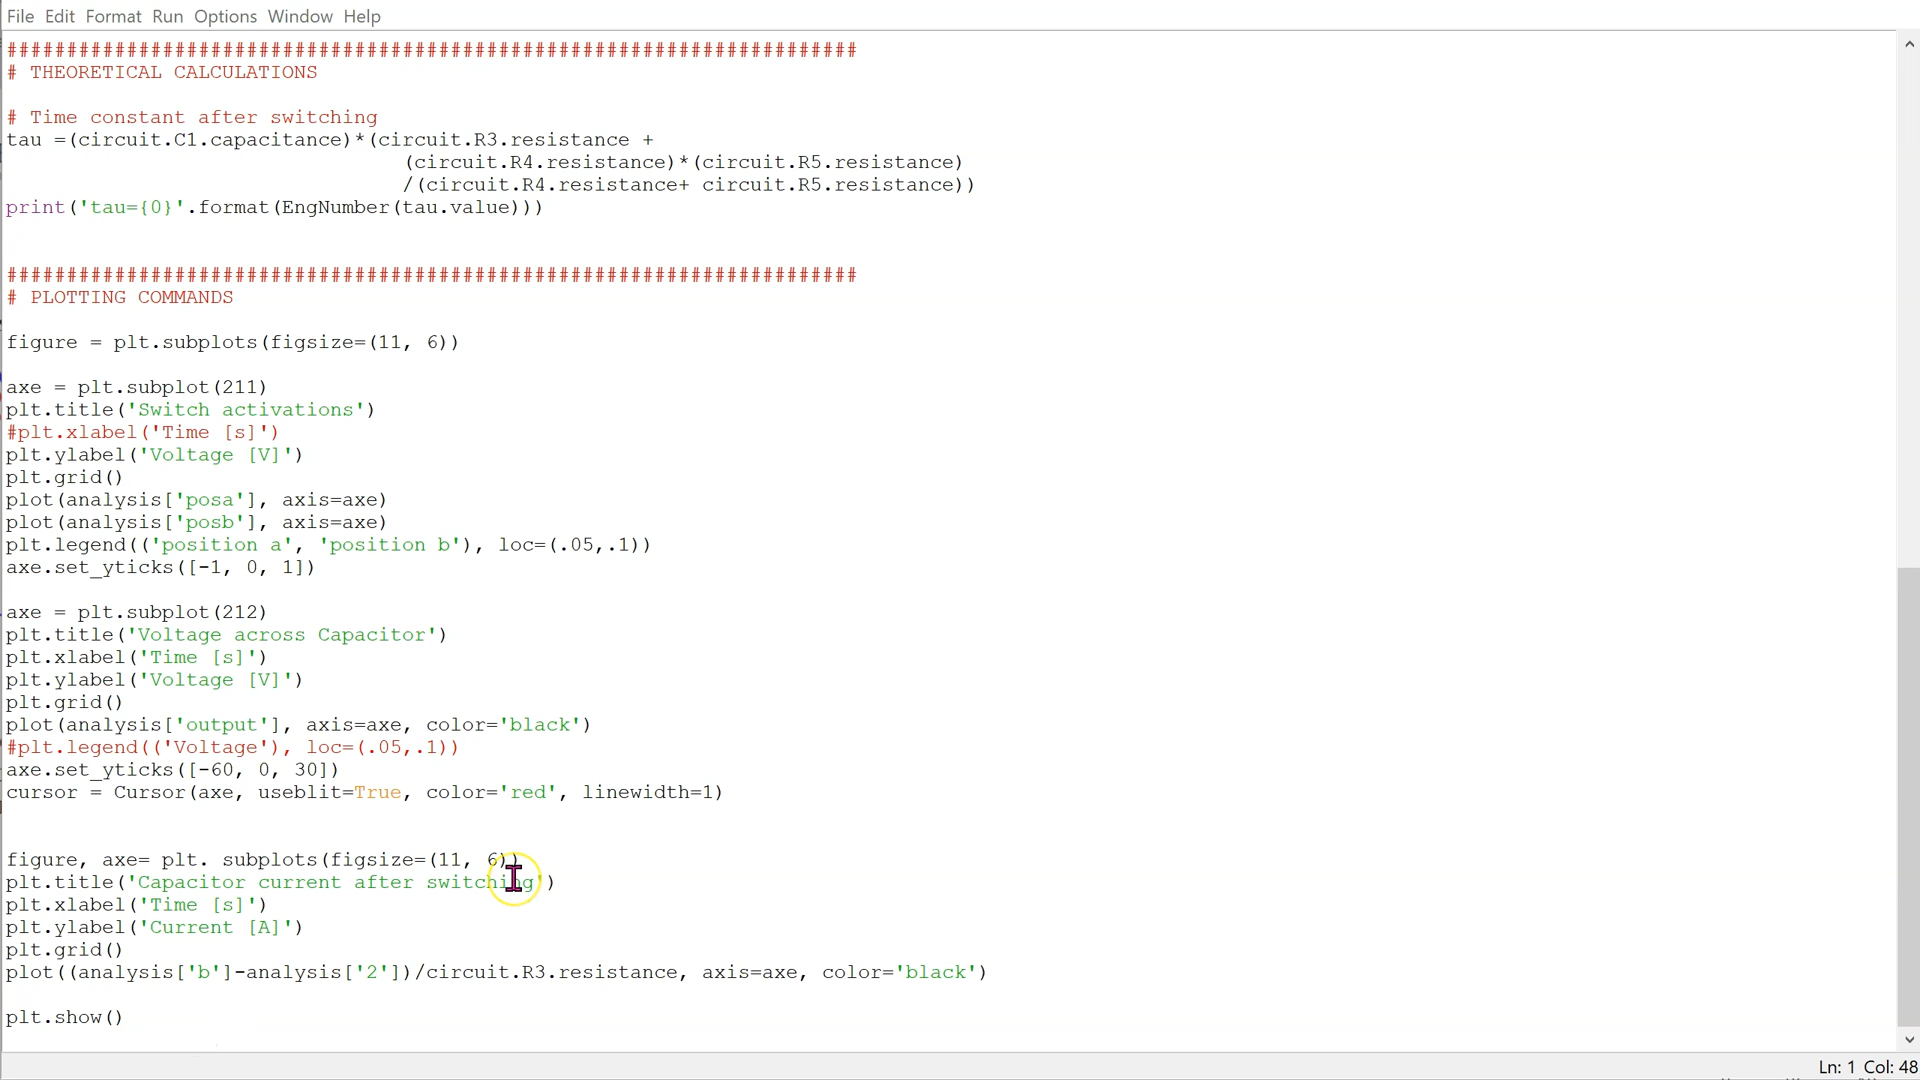 File Edit Format Run Options Window Help
#######################################################################
# THEORETICAL CALCULATIONS
# Time constant after switching
tau =(circuit.C1.capacitance)*(circuit.R3.resistance +
(circuit.R4.resistance)*(circuit.R5.resistance)
/(circuit.R4.resistance+ circuit.R5.resistance))
print('tau={0}'.format(EngNumber(tau.value)))
#######################################################################
# PLOTTING COMMANDS
figure = plt.subplots(figsize=(11, 6))
axe = plt.subplot(211)
plt.title('Switch activations')
#plt.xlabel('Time [s]')
plt.ylabel('Voltage [V]')
plt.grid()
plot(analysis['posa'], axis=axe)
plot(analysis['posb'], axis=axe)
plt.legend(('position a', 'position b'), loc=(.05,.1))
axe.set_yticks([-1, 0, 1])
axe = plt.subplot(212)
plt.title('Voltage across Capacitor')
plt.xlabel('Time [s]')
plt.ylabel('Voltage [V]')
plt.grid()
plot(analysis['output'], axis=axe, color='black')
#plt.legend(('Voltage'), loc=(.05,.1))
axe.set_yticks([-60, 0, 30])
cursor = Cursor(axe, useblit=True, color='red', linewidth=1)
figure, axe= plt. subplots(figsize=(11, 6))
plt.title('Capacitor current after switching')
plt.xlabel('Time [s]')
plt.ylabel('Current [A]')
plt.grid()
plot((analysis['b']-analysis['2'])/circuit.R3.resistance, axis=axe, color='black')
plt.show()
Ln: 1 Col: 48